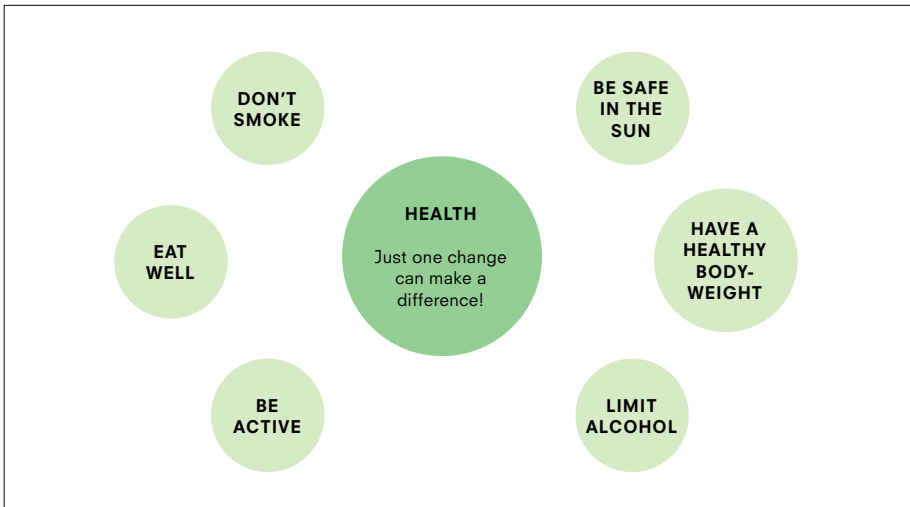 DON’T
SMOKE
BE SAFE
IN THE
SUN
HEALTH
Just one change
can make a
difference!
EAT
WELL
HAVE A
HEALTHY
BODY-
WEIGHT
BE
ACTIVE
LIMIT
ALCOHOL